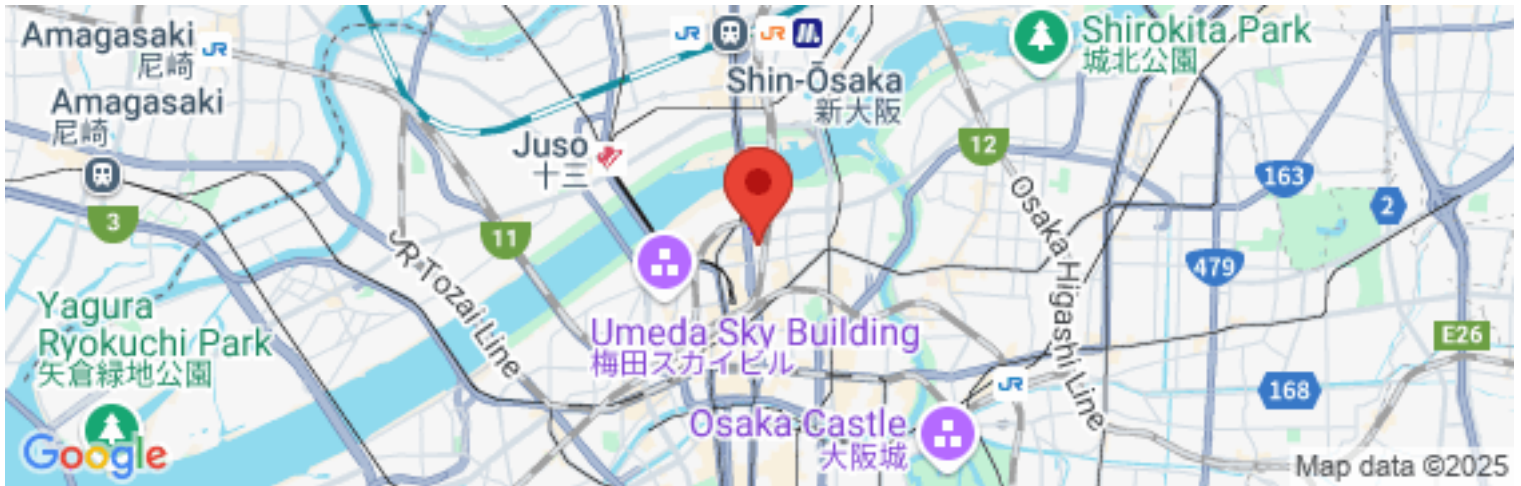 Amagasaki
尼崎
JR
Amagasaki
尼崎
JR
JR
Shin-Ōsaka
新大阪
Shirokita Park
城北公園
Juso
十三
12
163
2
3
11
479
JR Tozai Line
Osaka Higashi Line
Yagura
Ryokuchi Park
矢倉緑地公園
Umeda Sky Building
梅田スカイビル
E26
JR
168
Osaka Castle
大阪城
Google
Map data ©2025